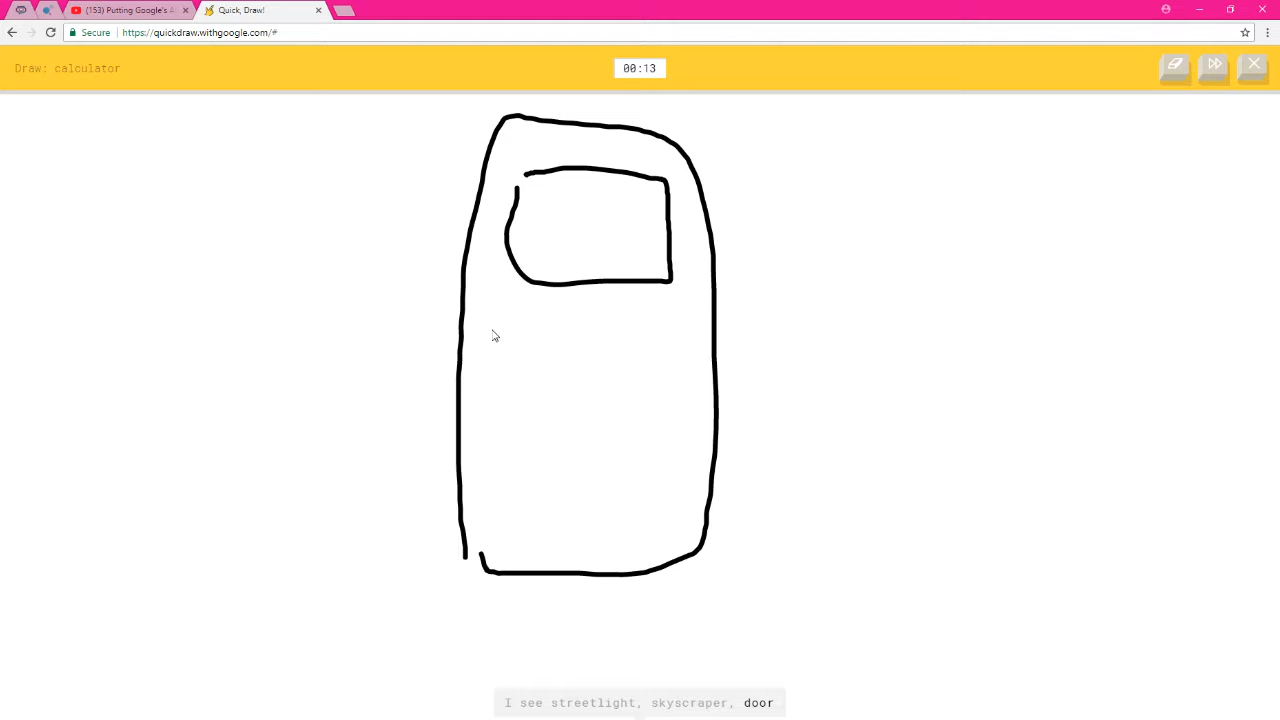 (153) Putting Google's A
Quick, Draw!
Secure
https://quickdraw.withgoogle.com/#
Draw: calculator
00:13
I see streetlight, skyscraper, door